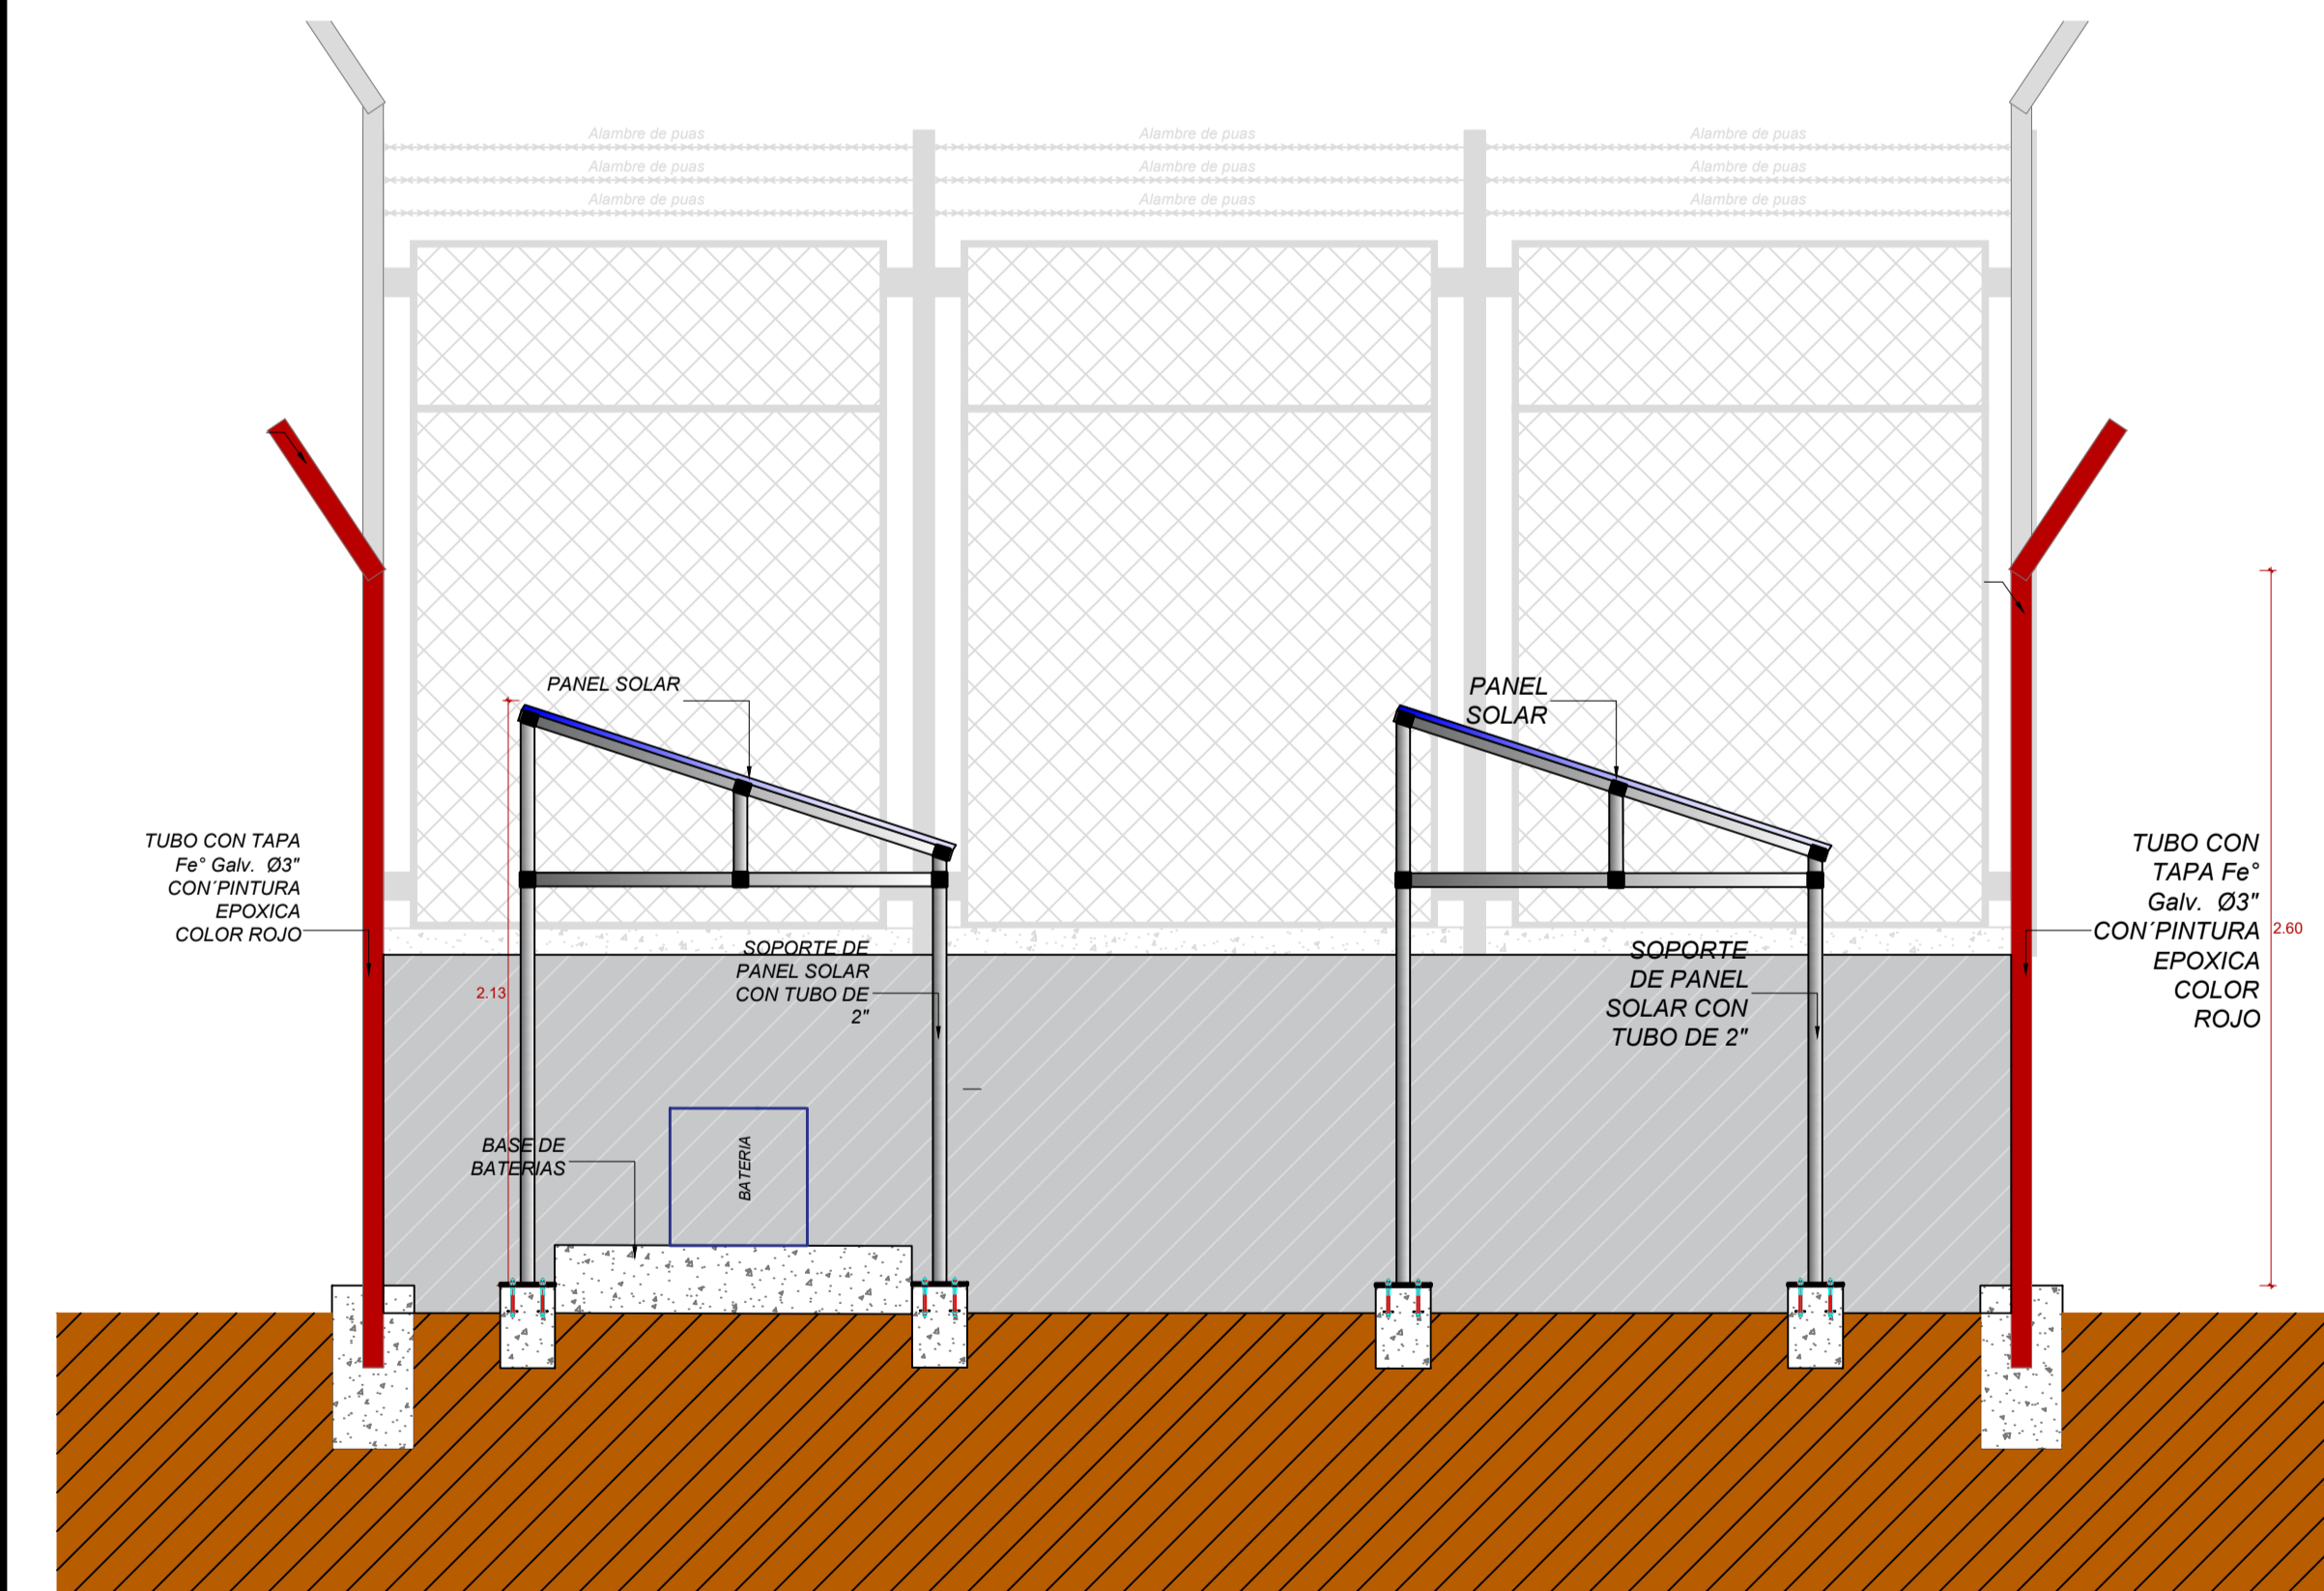 Alambre de puas
Alambre de puas
Alambre de puas
Alambre de puas
Alambre de puas
Alambre de puas
Alambre de puas
Alambre de puas
Alambre de puas
PANEL SOLAR
PANEL
SOLAR
TUBO CON TAPA
Fe° Galv. Ø3"
CON´PINTURA
EPOXICA
COLOR ROJO
TUBO CON
TAPA Fe°
Galv. Ø3"
CON´PINTURA
EPOXICA
COLOR
ROJO
2.60
2.13
SOPORTE DE
PANEL SOLAR
CON TUBO DE
2"
SOPORTE
DE PANEL
SOLAR CON
TUBO DE 2"
BASE DE
BATERIAS
BATERIA